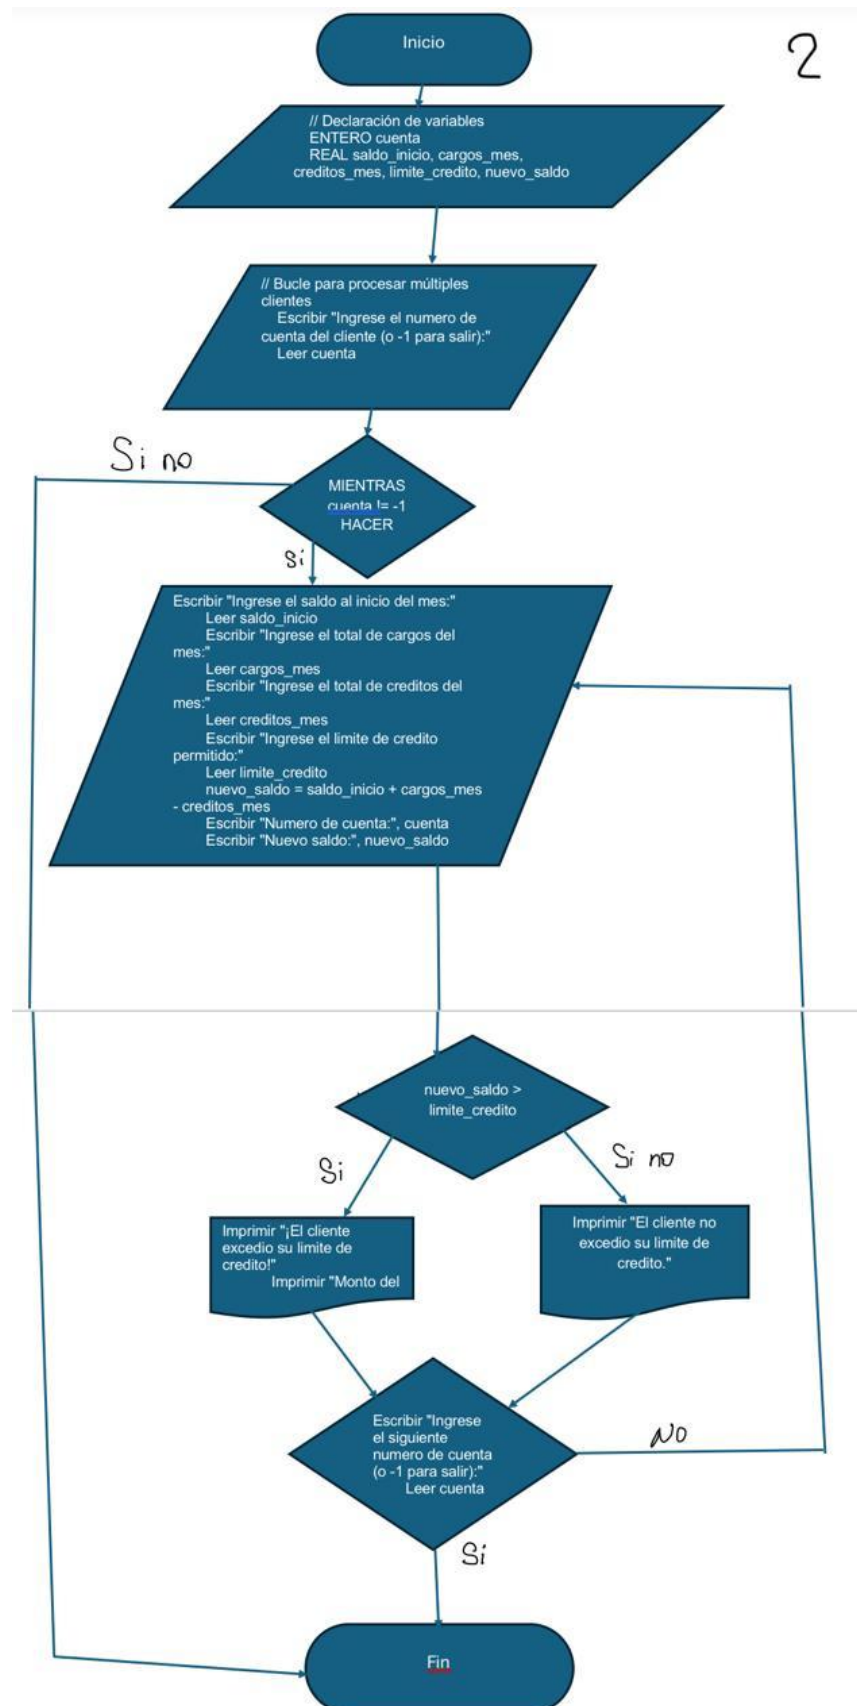 Inicio
2
// Declaración de variables
ENTERO cuenta
REAL saldo_inicio, cargos_mes,
creditos_mes, limite_credito, nuevo_saldo
// Bucle para procesar múltiples
clientes
Escribir "Ingrese el numero de
cuenta del cliente (o -1 para salir):"
Leer cuenta
Si no
MIENTRAS
cuenta != -1
HACER
Si
Escribir "Ingrese el saldo al inicio del mes:"
Leer saldo_inicio
Escribir "Ingrese el total de cargos del
mes:"
Leer cargos_mes
Escribir "Ingrese el total de creditos del
mes:"
Leer creditos_mes
Escribir "Ingrese el limite de credito
permitido:"
Leer limite_credito
nuevo_saldo = saldo_inicio + cargos_mes
- creditos_mes
Escribir "Numero de cuenta:", cuenta
Escribir "Nuevo saldo:", nuevo_saldo
nuevo_saldo >
limite_credito
Si
Si no
Imprimir "¡El cliente
excedio su limite de
credito!"
Imprimir "Monto del
Imprimir "El cliente no
excedio su limite de
credito."
Escribir "Ingrese
el siguiente
numero de cuenta
(o -1 para salir):"
Leer cuenta
NO
Si
Fin